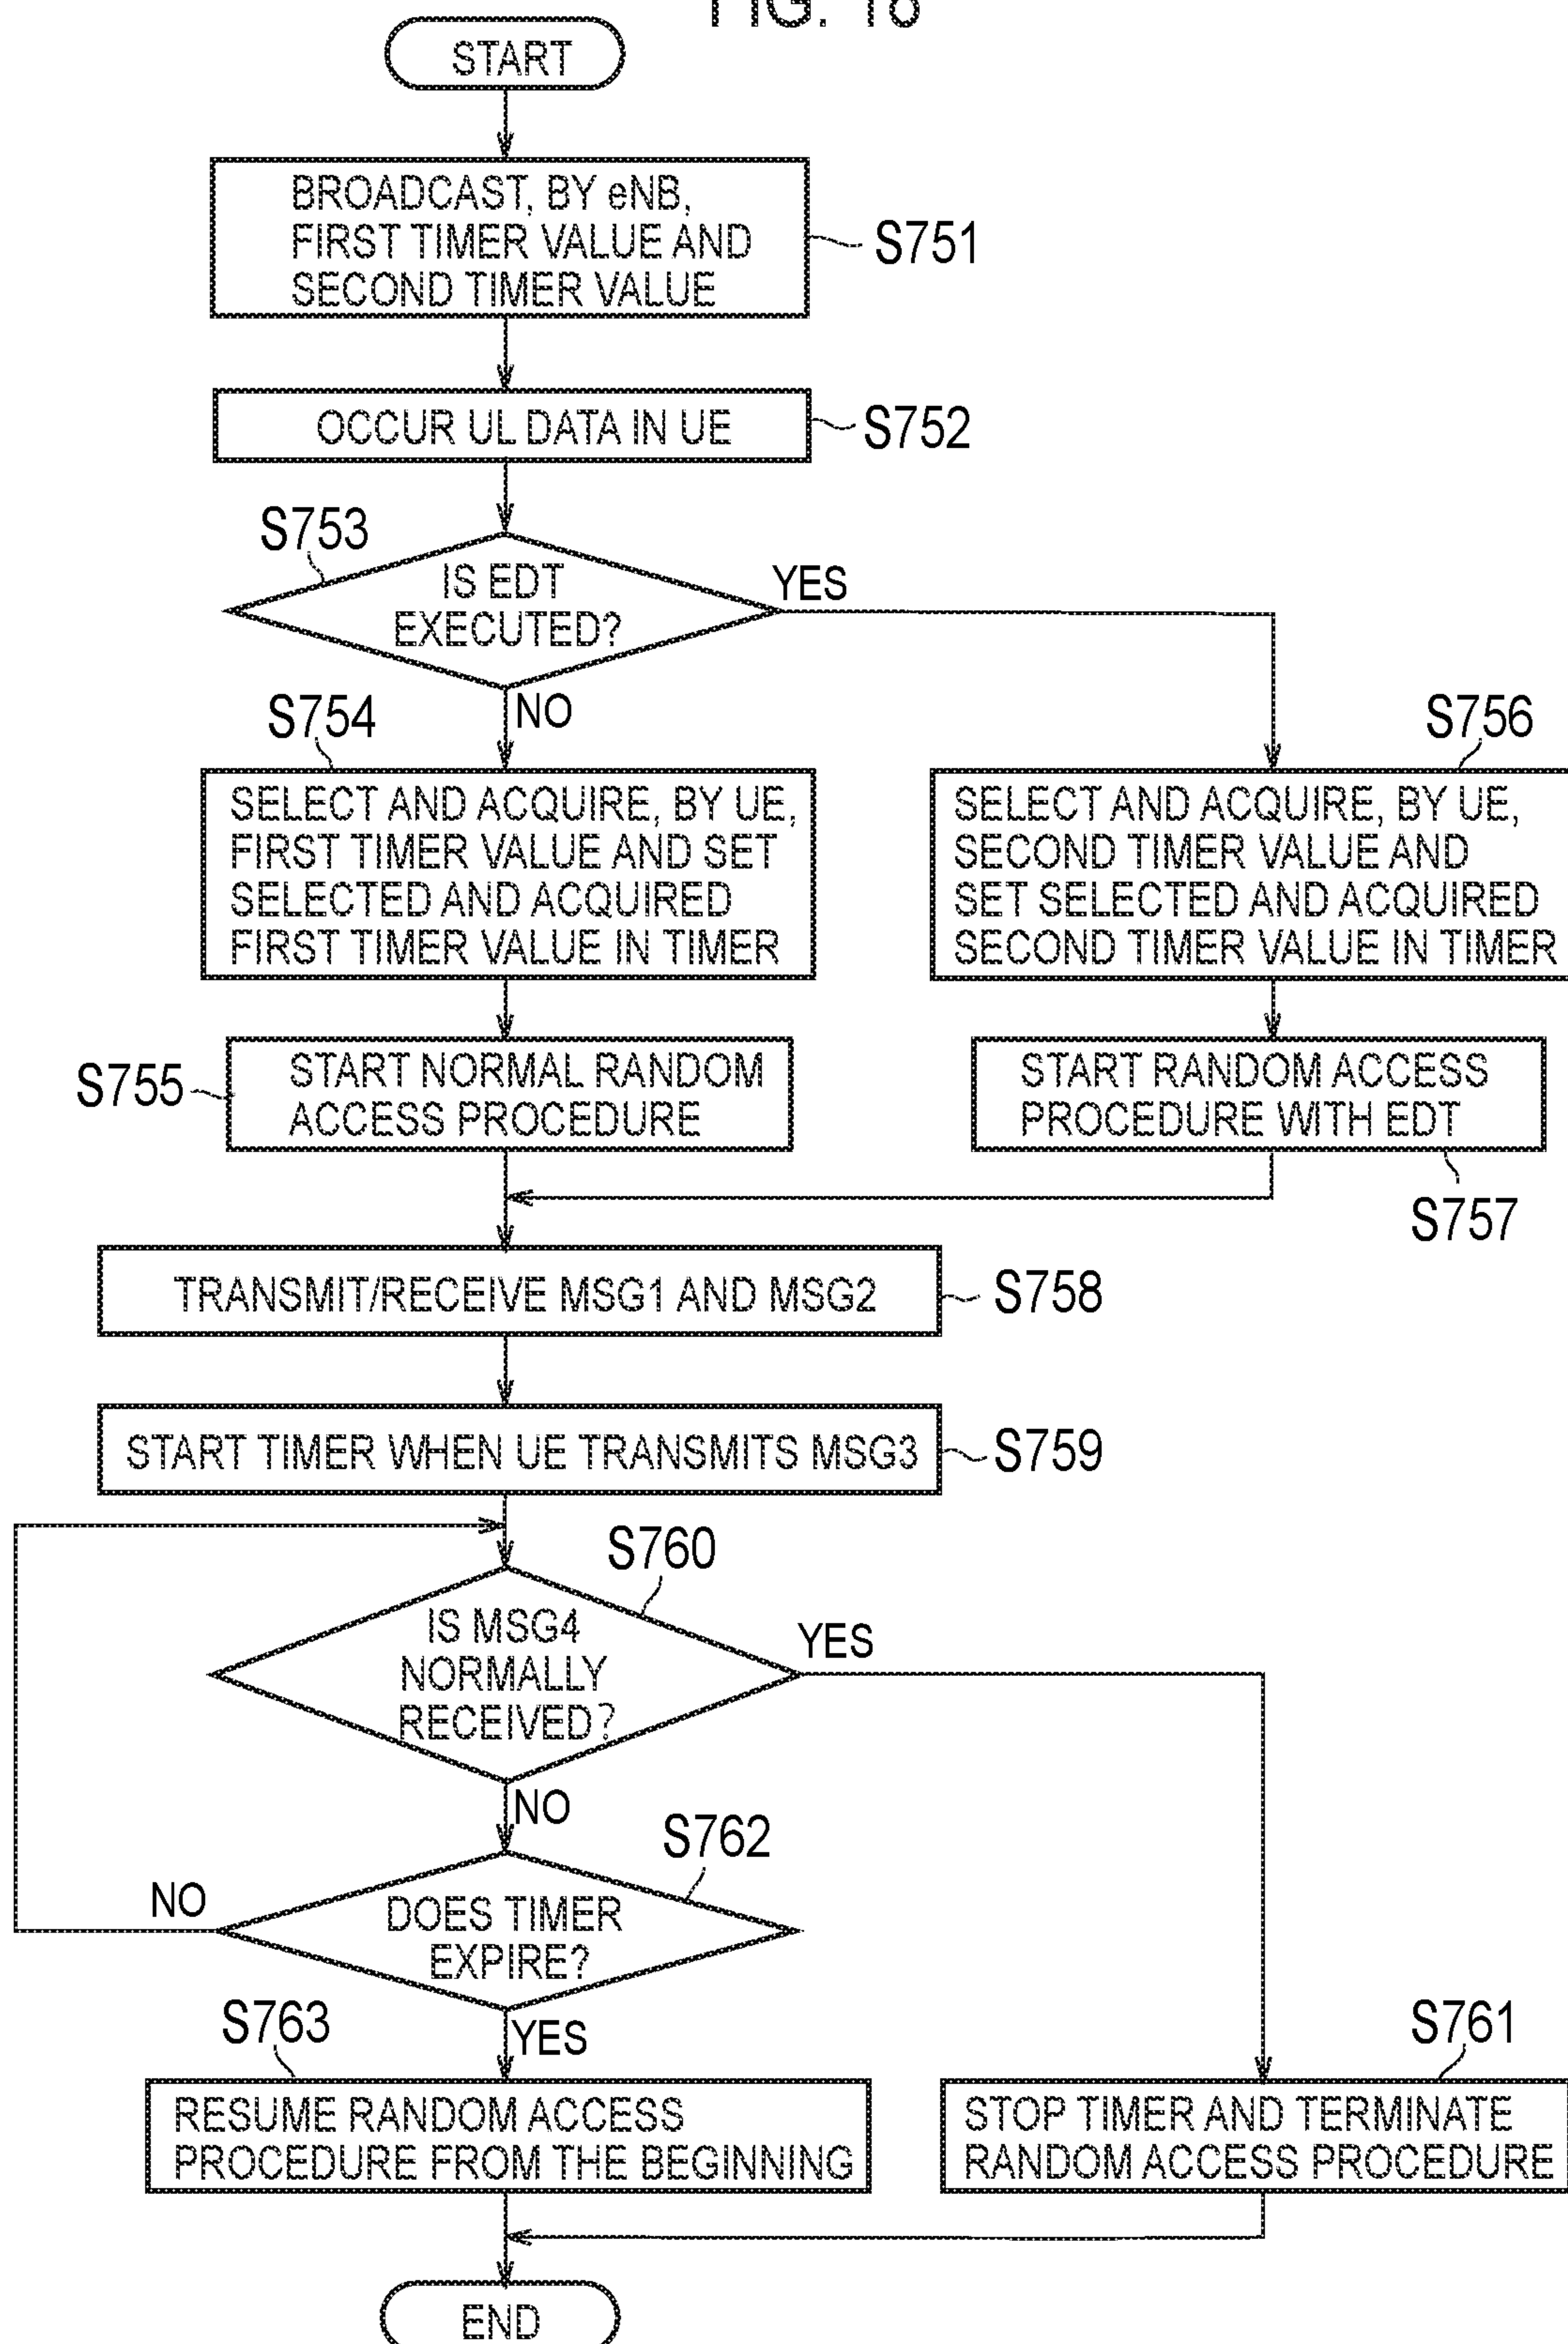 FIG. 18
START
BROADCAST, BY eNB,
FIRST TIMER VALUE AND
SECOND TIMER VALUE
S751
OCCUR UL DATA IN UE
S752
S753
IS EDT
EXECUTED?
YES
NO
S754
SELECT AND ACQUIRE, BY UE,
FIRST TIMER VALUE AND SET
SELECTED AND ACQUIRED
FIRST TIMER VALUE IN TIMER
S756
SELECT AND ACQUIRE, BY UE,
SECOND TIMER VALUE AND
SET SELECTED AND ACQUIRED
SECOND TIMER VALUE IN TIMER
S755
START NORMAL RANDOM
ACCESS PROCEDURE
START RANDOM ACCESS
PROCEDURE WITH EDT
S757
TRANSMIT/RECEIVE MSG1 AND MSG2
S758
START TIMER WHEN UE TRANSMITS MSG3
S759
S760
IS MSG4
NORMALLY
RECEIVED?
YES
NO
S762
DOES TIMER
EXPIRE?
NO
YES
S763
RESUME RANDOM ACCESS
PROCEDURE FROM THE BEGINNING
S761
STOP TIMER AND TERMINATE
RANDOM ACCESS PROCEDURE
END